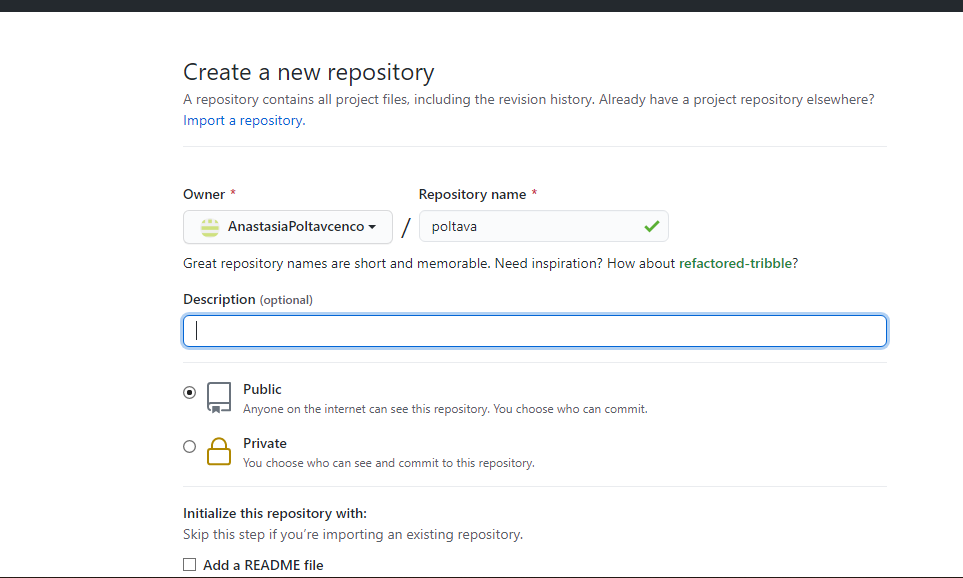 Create a new repository
A repository contains all project files, including the revision history. Already have a project repository elsewhere?
Import a repository.
Owner *
Repository name *
AnastasiaPoltavcenco
/
poltava
Great repository names are short and memorable. Need inspiration? How about refactored-tribble?
Description (optional)
Public
Anyone on the internet can see this repository. You choose who can commit.
Private
You choose who can see and commit to this repository.
Initialize this repository with:
Skip this step if you're importing an existing repository.
Add a README file